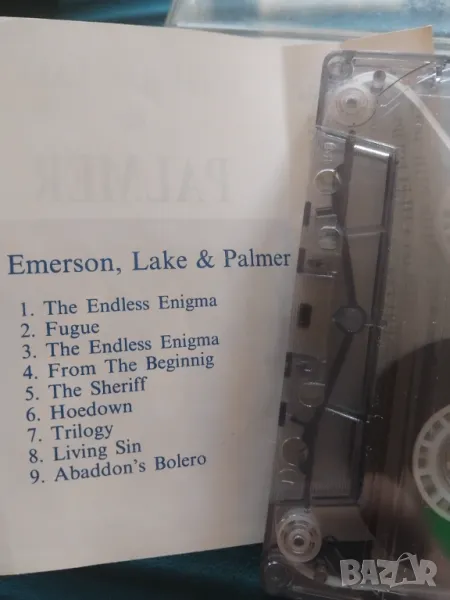 PALMER
Emerson, Lake & Palmer
1. The Endless Enigma
2. Fugue
3. The Endless Enigma
4. From The Beginnig
5. The Sheriff
6. Hoedown
7. Trilogy
8. Living Sin
9. Abaddon's Bolero
BAZAR